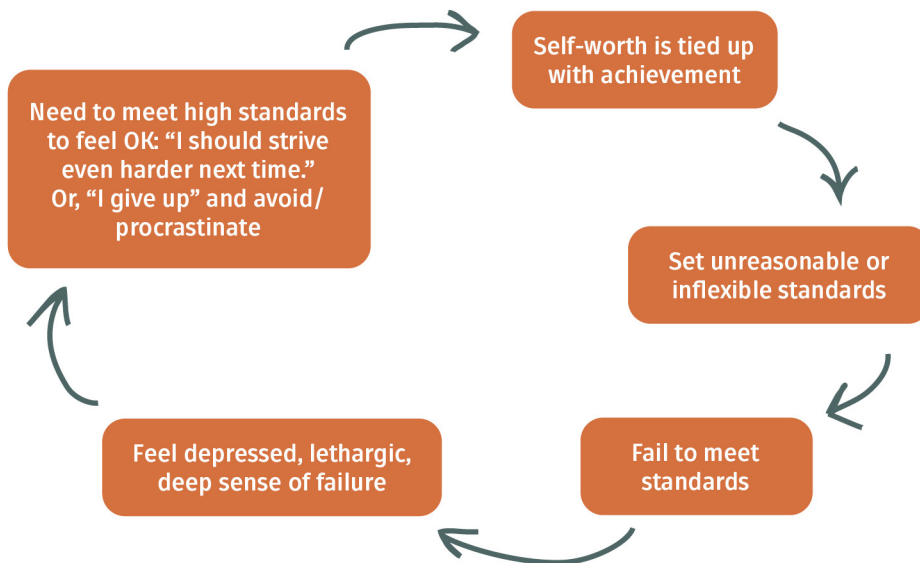 Self-worth is tied up
with achievement
Set unreasonable or
inflexible standards
Fail to meet
standards
Feel depressed, lethargic,
deep sense of failure
Need to meet high standards
to feel OK: “I should strive
even harder next time.”
Or, “I give up” and avoid/
procrastinate